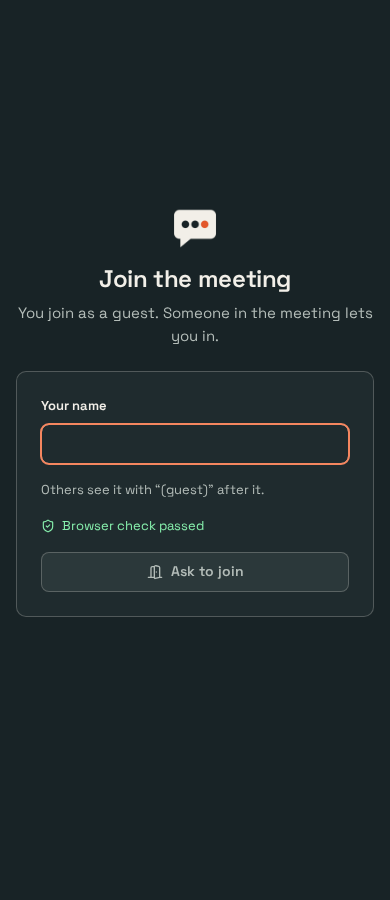 Join the meeting
You join as a guest. Someone in the meeting lets
you in.
Your name
Others see it with “(guest)” after it.
Browser check passed
Ask to join